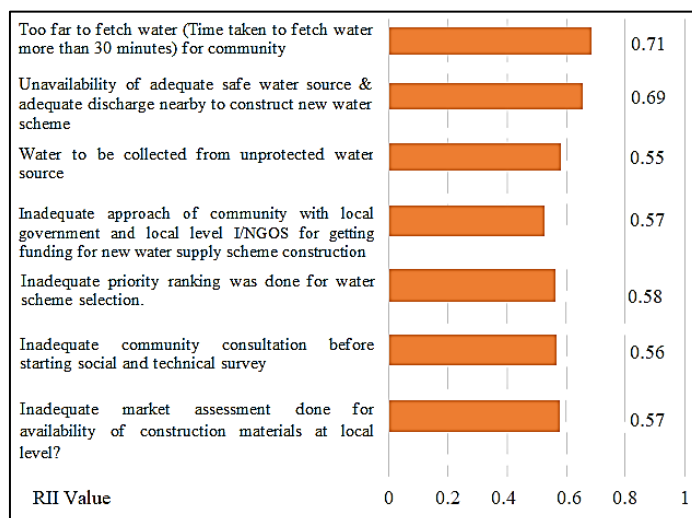 Too far to fetch water (Time taken to fetch water
more than 30 minutes) for community
0.71
Unavailability of adequate safe water source &
adequate discharge nearby to construct new water
scheme
0.69
Water to be collected from unprotected water
source
0.55
Inadequate approach of community with local
government and local level I/NGOS for getting
funding for new water supply scheme construction
0.57
Inadequate priority ranking was done for water
scheme selection.
0.58
Inadequate community consultation before
starting social and technical survey
0.56
Inadequate market assessment done for
availability of construction materials at local
level?
0.57
RII Value
0 0.2 0.4 0.6 0.8 1